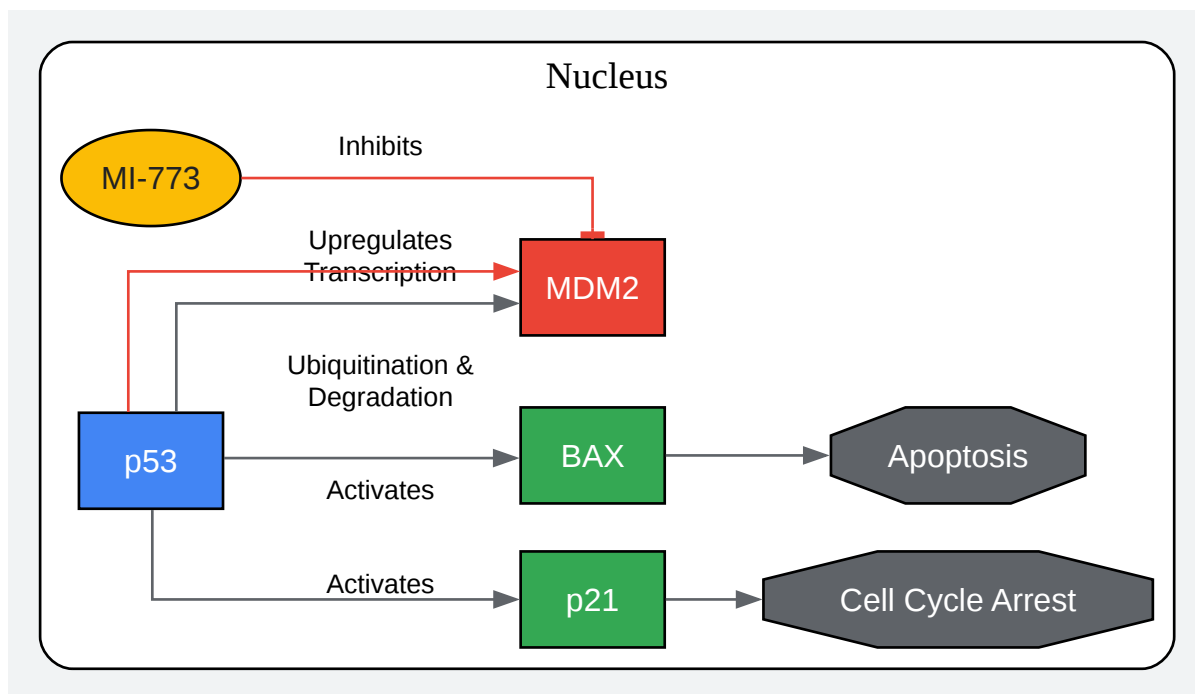 Nucleus
Inhibits
MI-773
Upregulates
Transcription
MDM2
Ubiquitination &
Degradation
p53
BAX
Apoptosis
Activates
Activates
p21
Cell Cycle Arrest